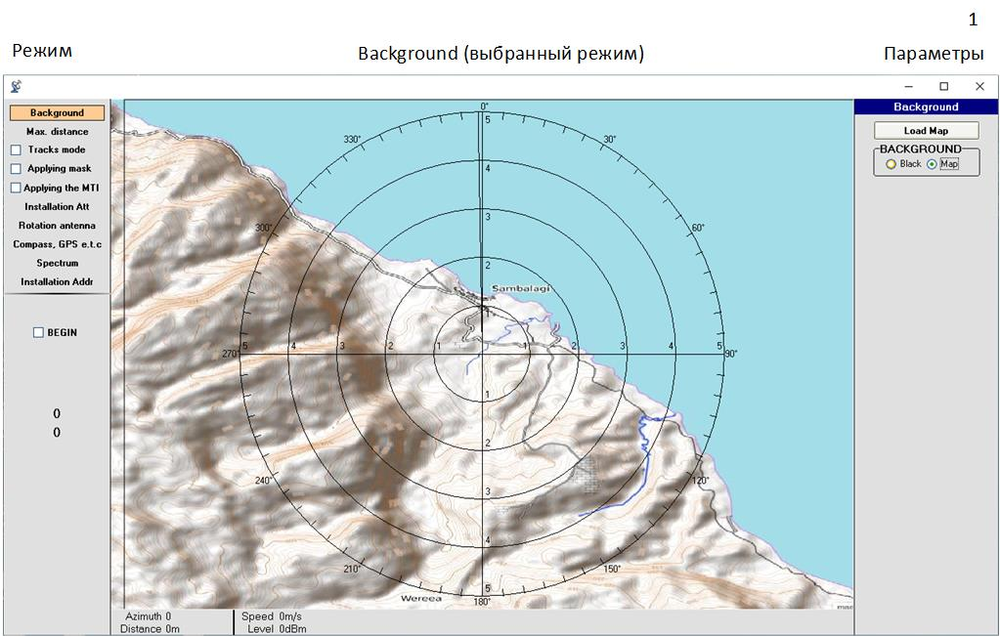 1
Режим
Background (выбранный режим)
Параметры
Background
Max. distance
Tracks mode
Applying mask
Applying the MTI
Installation Att
Rotation antenna
Compass, GPS e.t.c
Spectrum
Installation Addr
BEGIN
0
0
0°
5
330°
30°
4
3
300°
60°
2
Sambalagi
1
270°
5
4
3
2
1
1
2
3
4
5
90°
1
2
240°
120°
3
4
210°
150°
5
Wereea
180°
Azimuth 0
Distance 0m
Speed 0m/s
Level 0dBm
Background
Load Map
BACKGROUND
Black
Map